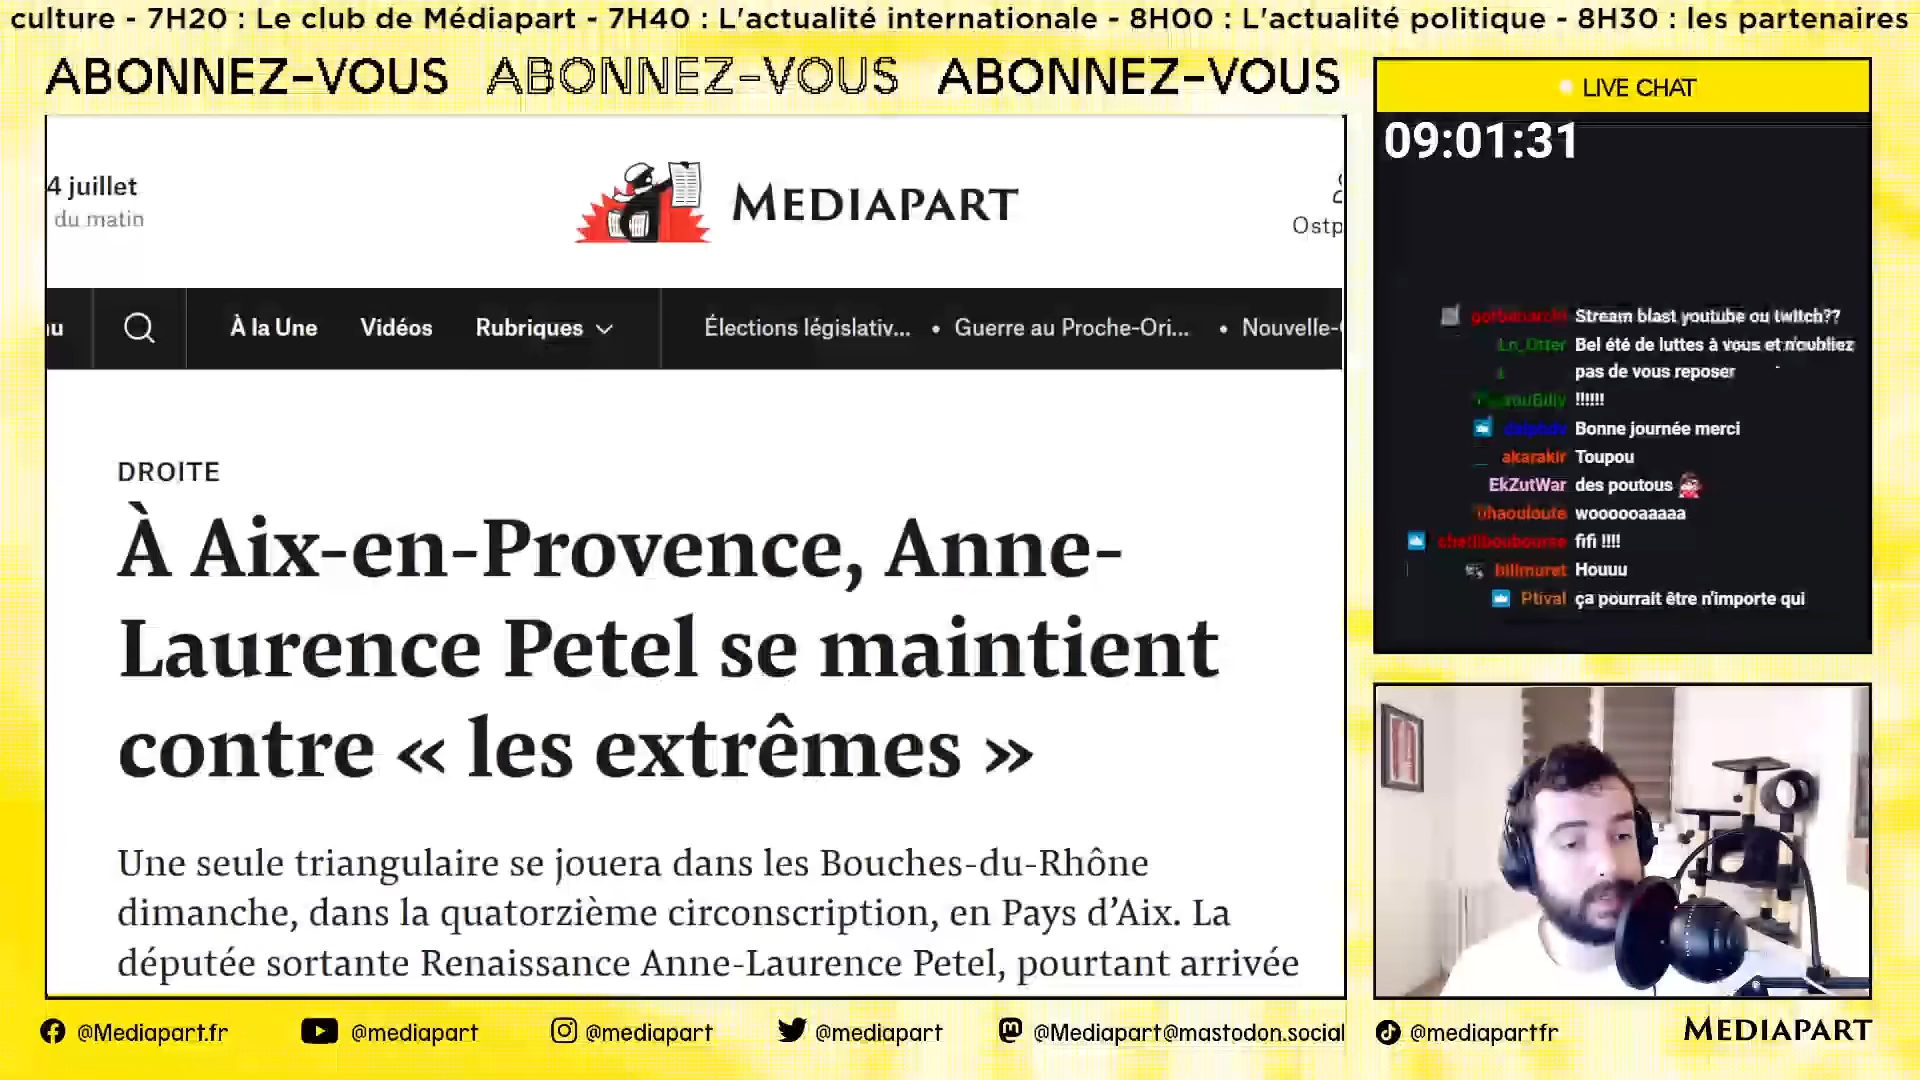 culture - 7H20 : Le club de Médiapart - 7H40 : L'actualité internationale - 8H00 : L'actualité politique - 8H30 : les partenaires
ABONNEZ-VOUS ABONNEZ-VOUS ABONNEZ-VOUS
4 juillet
du matin
MEDIAPART
Ostp
À la Une Vidéos Rubriques Élections législativ... • Guerre au Proche-Ori... • Nouvelle-
DROITE
À Aix-en-Provence, Anne-
Laurence Petel se maintient
contre « les extrêmes »
Une seule triangulaire se jouera dans les Bouches-du-Rhône
dimanche, dans la quatorzième circonscription, en Pays d’Aix. La
députée sortante Renaissance Anne-Laurence Petel, pourtant arrivée
LIVE CHAT
09:01:31
Stream blast youtube ou twitch??
Ln_Otter Bel été de luttes à vous et n'oubliez
pas de vous reposer
!!!!!!
Bonne journée merci
akarakir Toupou
EkZutWar des poutous
woooooaaaaa
fifi !!!!
billmuret Houuu
Ptival ça pourrait être n'importe qui
@Mediapart.fr @mediapart @mediapart @mediapart @Mediapart@mastodon.social @mediapartfr MEDIAPART